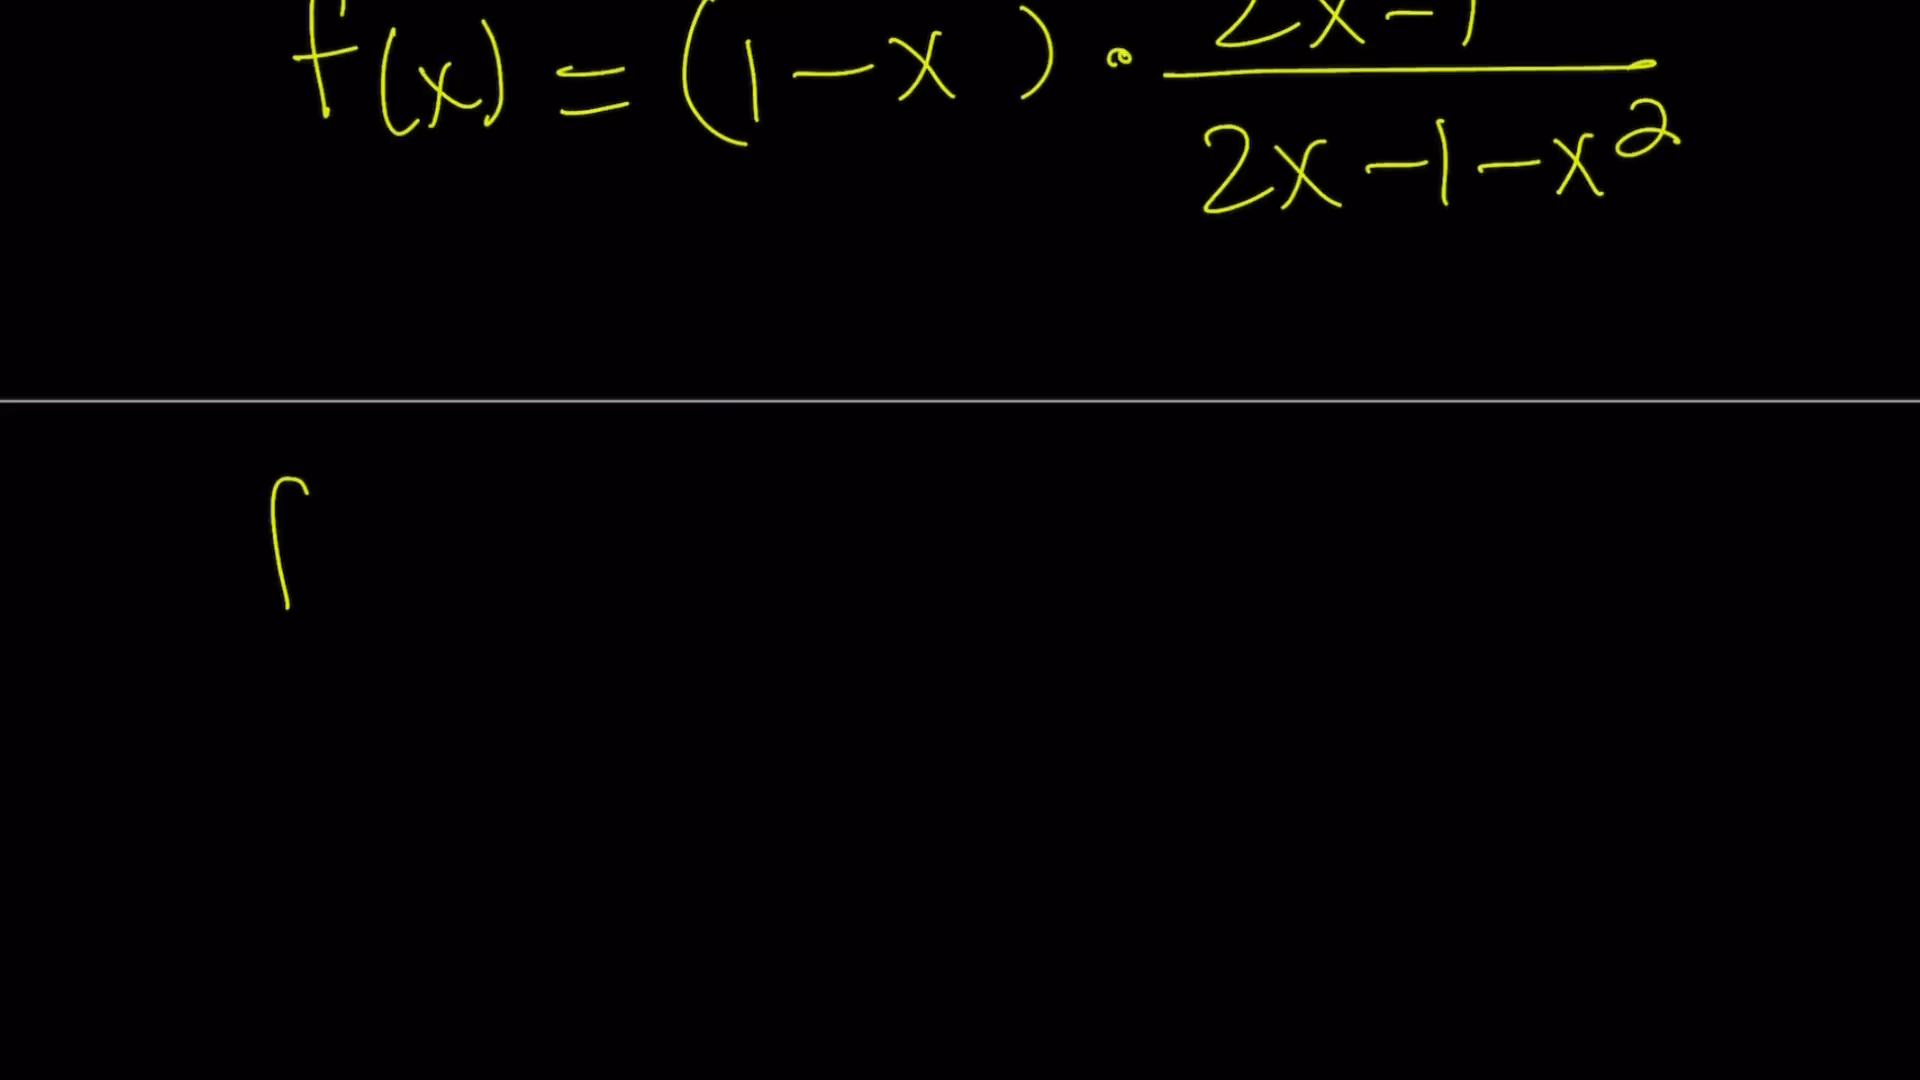 f(x) = (1 - x) · (2x - 1) / (2x - 1 - x²)